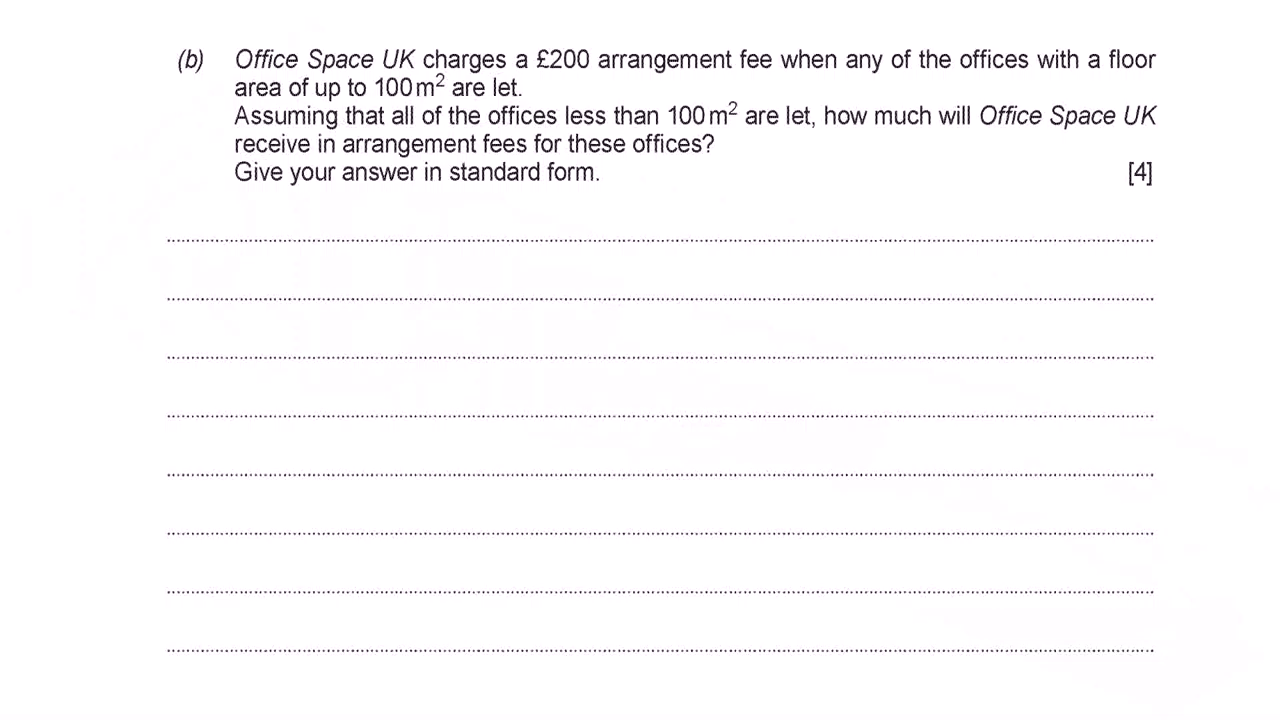 (b) Office Space UK charges a £200 arrangement fee when any of the offices with a floor
area of up to 100 m² are let.
Assuming that all of the offices less than 100 m² are let, how much will Office Space UK
receive in arrangement fees for these offices?
Give your answer in standard form. [4]